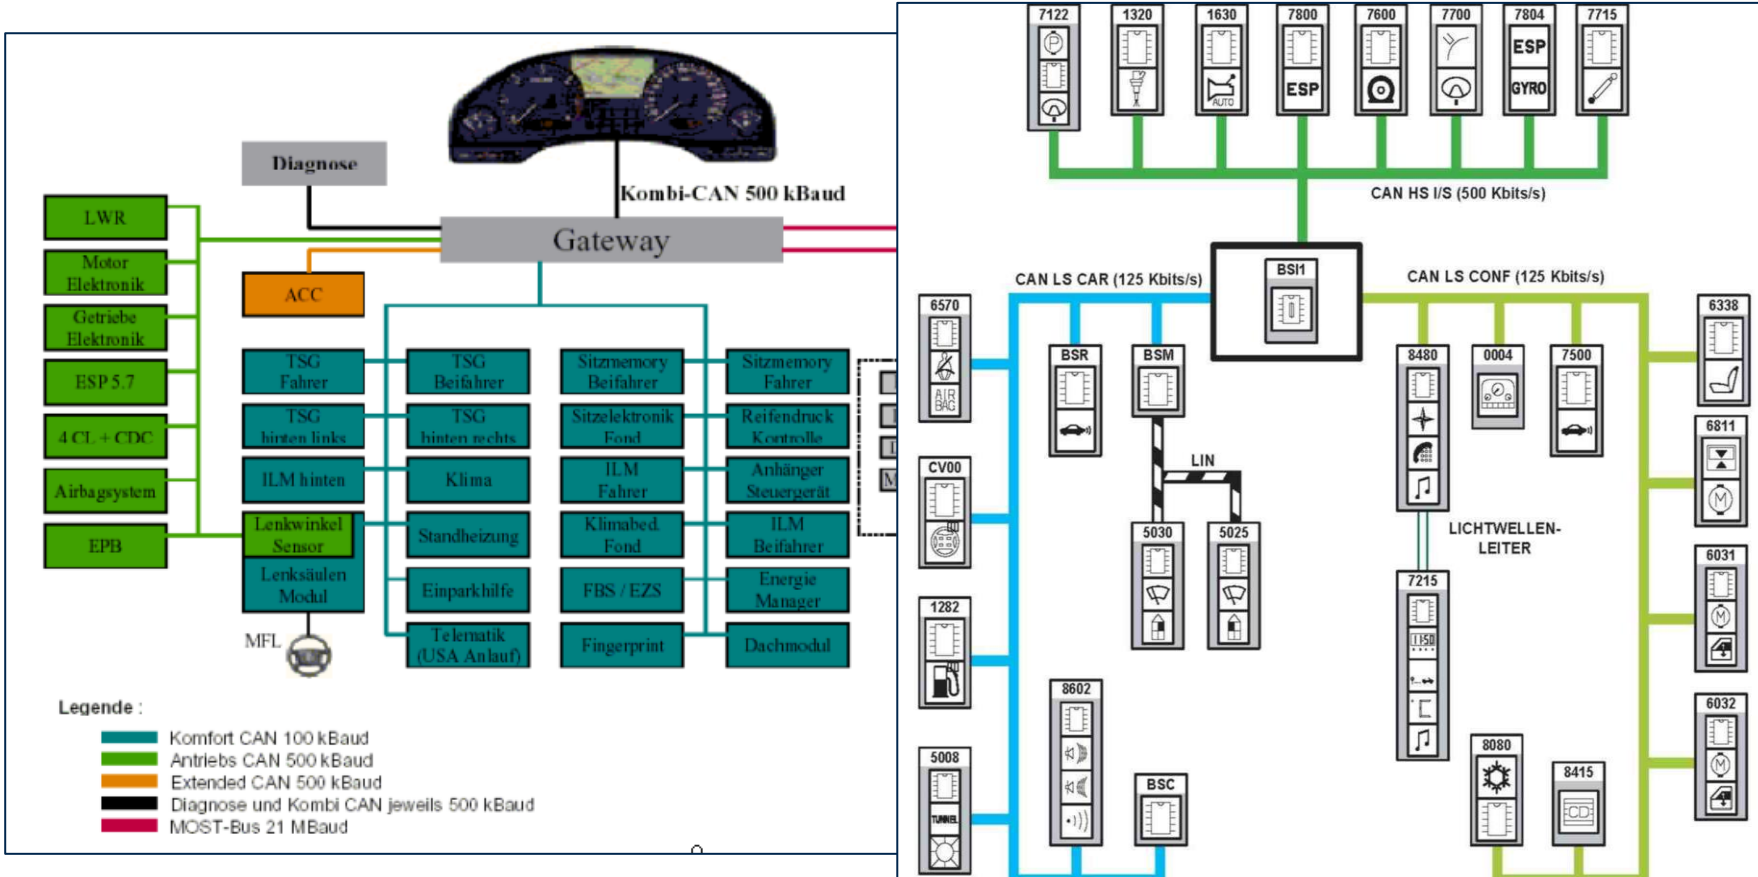 Diagnose
Kombi-CAN 500 kBaud
Gateway
LWR
Motor
Elektronik
Getriebe
Elektronik
ESP 5.7
4 CL + CDC
Airbagsystem
EPB
ACC
TSG
Fahrer
TSG
Beifahrer
TSG
hinten links
TSG
hinten rechts
ILM hinten
Klima
Lenkwinkel
Sensor
Lenksäulen
Modul
Standheizung
Einparkhilfe
Telematik
(USA Anlauf)
MFL
Sitzmemory
Beifahrer
Sitzmemory
Fahrer
Sitzelektronik
Fond
Reifendruck
Kontrolle
ILM
Fahrer
Anhänger
Steuergerät
Klimabed.
Fond
ILM
Beifahrer
FBS / EZS
Energie
Manager
Fingerprint
Dachmodul
Legende :
Komfort CAN 100 kBaud
Antriebs CAN 500 kBaud
Extended CAN 500 kBaud
Diagnose und Kombi CAN jeweils 500 kBaud
MOST-Bus 21 MBaud
7122
P
1320
1630
AUTO
7800
ESP
7600
7700
7804
ESP
GYRO
7715
CAN HS I/S (500 Kbits/s)
CAN LS CAR (125 Kbits/s)
BSI1
CAN LS CONF (125 Kbits/s)
6570
AIR
BAG
BSR
BSM
LIN
5030
5025
CV00
1282
5008
TUNNEL
8602
BSC
8480
0004
7500
LICHTWELLEN-
LEITER
7215
8080
8415
CD
6338
6811
M
6031
M
6032
M